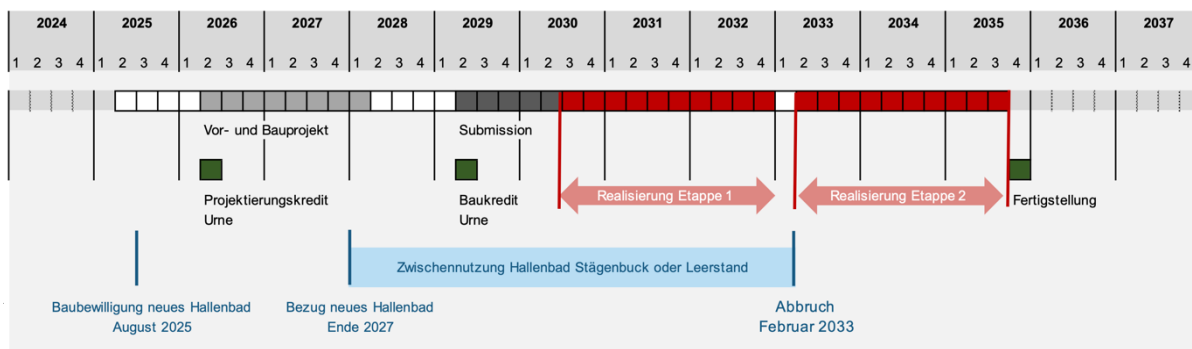 2024 2025 2026 2027 2028 2029 2030 2031 2032 2033 2034 2035 2036 2037
1 2 3 4 1 2 3 4 1 2 3 4 1 2 3 4 1 2 3 4 1 2 3 4 1 2 3 4 1 2 3 4 1 2 3 4 1 2 3 4 1 2 3 4 1 2 3 4 1 2 3 4 1 2 3 4
Vor- und Bauprojekt
Submission
Projektierungskredit
Urne
Baukredit
Urne
Realisierung Etappe 1
Realisierung Etappe 2
Fertigstellung
Zwischennutzung Hallenbad Stägenbuck oder Leerstand
Baubewilligung neues Hallenbad
August 2025
Bezug neues Hallenbad
Ende 2027
Abbruch
Februar 2033